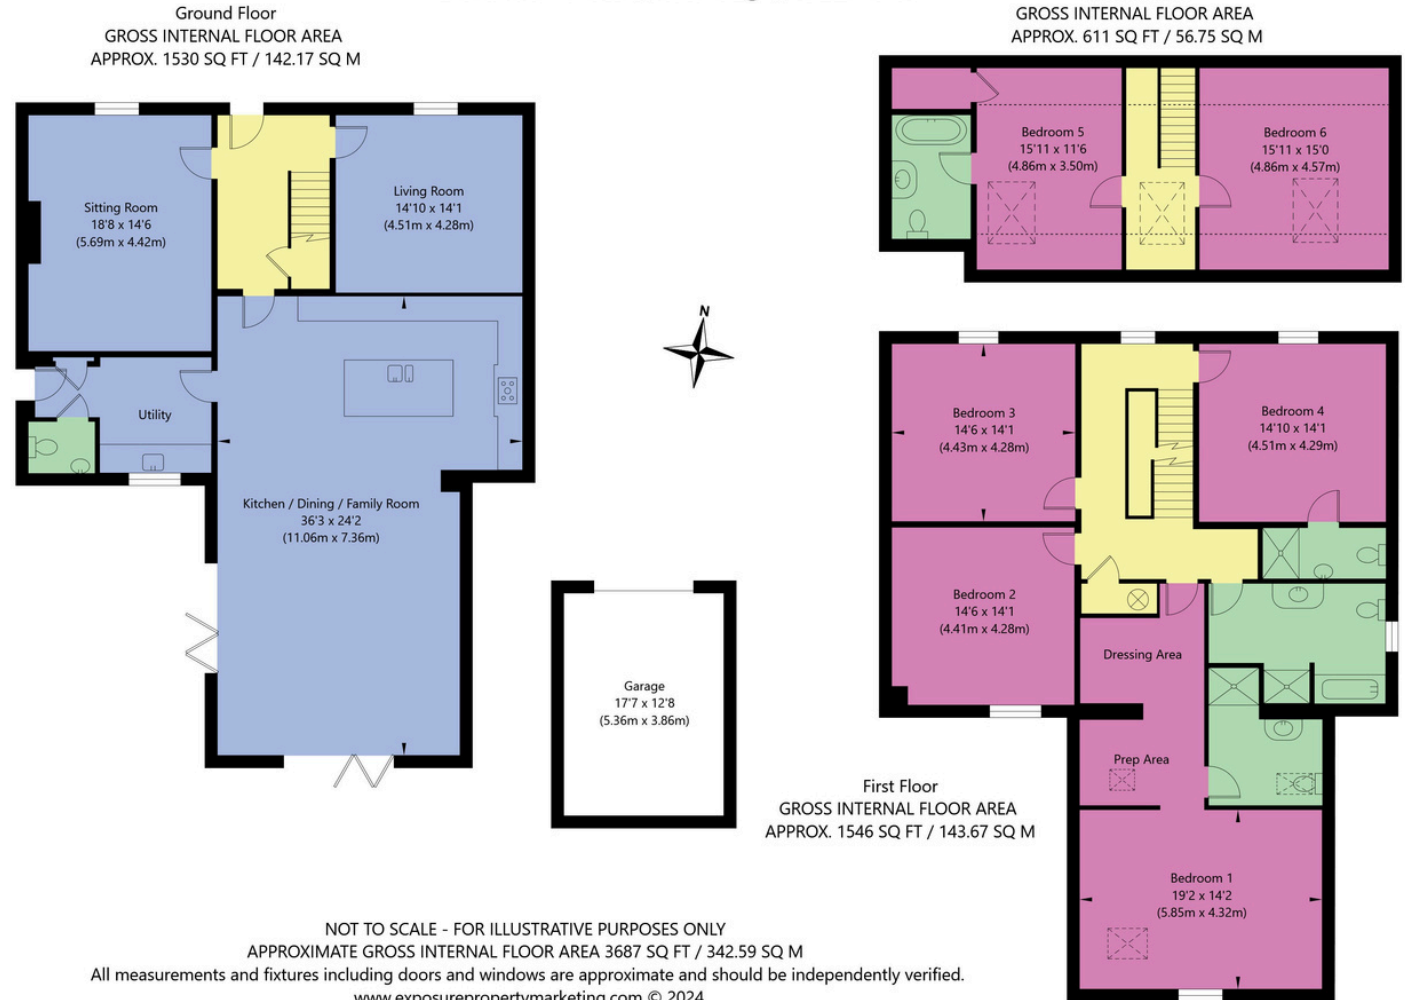 Ground Floor
GROSS INTERNAL FLOOR AREA
APPROX. 1530 SQ FT / 142.17 SQ M
GROSS INTERNAL FLOOR AREA
APPROX. 611 SQ FT / 56.75 SQ M
Sitting Room
18'8 x 14'6
(5.69m x 4.42m)
Living Room
14'10 x 14'1
(4.51m x 4.28m)
Utility
Kitchen / Dining / Family Room
36'3 x 24'2
(11.06m x 7.36m)
N
Garage
17'7 x 12'8
(5.36m x 3.86m)
Bedroom 5
15'11 x 11'6
(4.86m x 3.50m)
Bedroom 6
15'11 x 15'0
(4.86m x 4.57m)
Bedroom 3
14'6 x 14'1
(4.43m x 4.28m)
Bedroom 4
14'10 x 14'1
(4.51m x 4.29m)
Bedroom 2
14'6 x 14'1
(4.41m x 4.28m)
Dressing Area
Prep Area
Bedroom 1
19'2 x 14'2
(5.85m x 4.32m)
First Floor
GROSS INTERNAL FLOOR AREA
APPROX. 1546 SQ FT / 143.67 SQ M
NOT TO SCALE - FOR ILLUSTRATIVE PURPOSES ONLY
APPROXIMATE GROSS INTERNAL FLOOR AREA 3687 SQ FT / 342.59 SQ M
All measurements and fixtures including doors and windows are approximate and should be independently verified.
www.exposurepropertymarketing.com © 2024